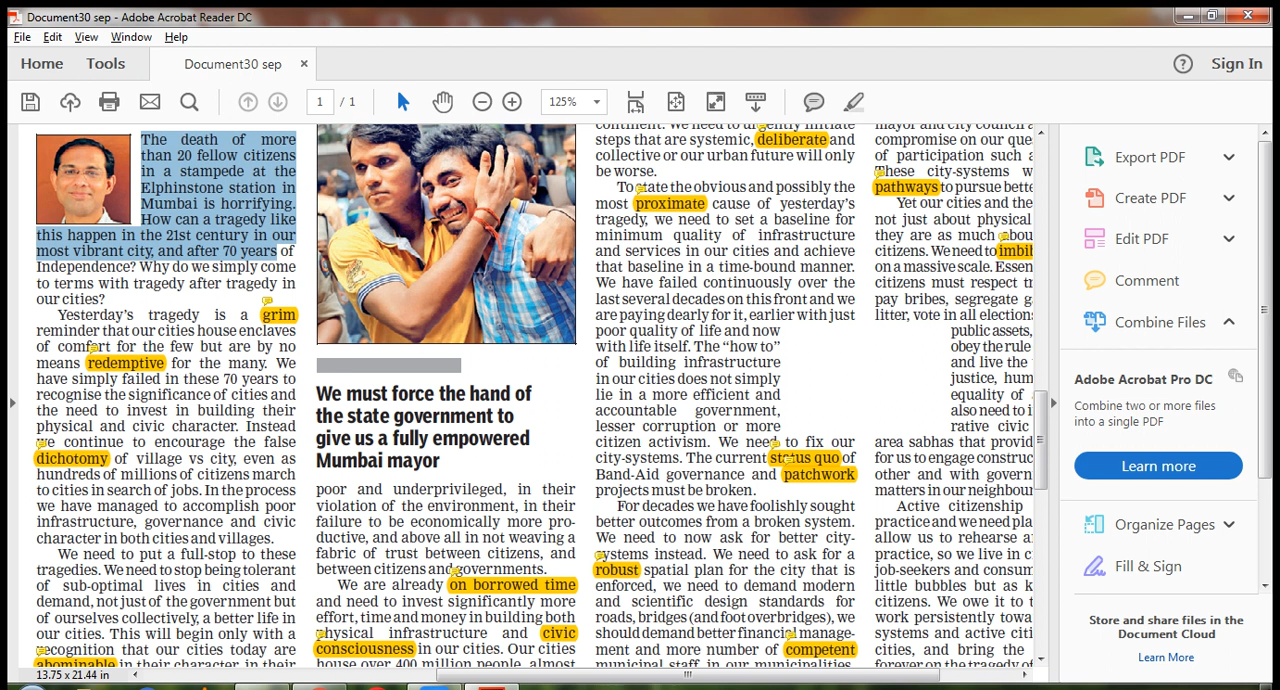 Document30 sep - Adobe Acrobat Reader DC
File Edit View Window Help
Home Tools Document30 sep × ? Sign In
1 / 1 125%
The death of more
than 20 fellow citizens
in a stampede at the
Elphinstone station in
Mumbai is horrifying.
How can a tragedy like
this happen in the 21st century in our
most vibrant city, and after 70 years of
Independence? Why do we simply come
to terms with tragedy after tragedy in
our cities?
Yesterday's tragedy is a grim
reminder that our cities house enclaves
of comfort for the few but are by no
means redemptive for the many. We
have simply failed in these 70 years to
recognise the significance of cities and
the need to invest in building their
physical and civic character. Instead
we continue to encourage the false
dichotomy of village vs city, even as
hundreds of millions of citizens march
to cities in search of jobs. In the process
we have managed to accomplish poor
infrastructure, governance and civic
character in both cities and villages.
We need to put a full-stop to these
tragedies. We need to stop being tolerant
of sub-optimal lives in cities and
demand, not just of the government but
of ourselves collectively, a better life in
our cities. This will begin only with a
recognition that our cities today are
abominable in their character, in their
We must force the hand of
the state government to
give us a fully empowered
Mumbai mayor
poor and underprivileged, in their
violation of the environment, in their
failure to be economically more pro-
ductive, and above all in not weaving a
fabric of trust between citizens, and
between citizens and governments.
We are already on borrowed time
and need to invest significantly more
effort, time and money in building both
physical infrastructure and civic
consciousness in our cities. Our cities
house over 400 million people, almost
continent. We need to urgently initiate
steps that are systemic, deliberate and
collective or our urban future will only
be worse.
To state the obvious and possibly the
most proximate cause of yesterday's
tragedy, we need to set a baseline for
minimum quality of infrastructure
and services in our cities and achieve
that baseline in a time-bound manner.
We have failed continuously over the
last several decades on this front and we
are paying dearly for it, earlier with just
poor quality of life and now
with life itself. The "how to"
of building infrastructure
in our cities does not simply
lie in a more efficient and
accountable government,
lesser corruption or more
citizen activism. We need to fix our
city-systems. The current status quo of
Band-Aid governance and patchwork
projects must be broken.
For decades we have foolishly sought
better outcomes from a broken system.
We need to now ask for better city-
systems instead. We need to ask for a
robust spatial plan for the city that is
enforced, we need to demand modern
and scientific design standards for
roads, bridges (and foot overbridges), we
should demand better financial manage-
ment and more number of competent
municipal staff in our municipalities.
mayor and city council a
compromise on our ques
of participation such a
These city-systems w
pathways to pursue bette
Yet our cities and the
not just about physical
they are as much abou
citizens. We need to imbib
on a massive scale. Essen
citizens must respect tr
pay bribes, segregate ga
litter, vote in all elections
public assets,
obey the rule
and live the
justice, hum
equality of
also need to i
rative civic
area sabhas that provid
for us to engage construc
other and with govern
matters in our neighbour
Active citizenship
practice and we need pla
allow us to rehearse a
practice, so we live in c
job-seekers and consum
little bubbles but as k
citizens. We owe it to t
work persistently towa
systems and active citi
cities, and bring the
forever on the tragedy of
Export PDF
Create PDF
Edit PDF
Comment
Combine Files
Adobe Acrobat Pro DC
Combine two or more files
into a single PDF
Learn more
Organize Pages
Fill & Sign
Store and share files in the
Document Cloud
Learn More
13.75 x 21.44 in